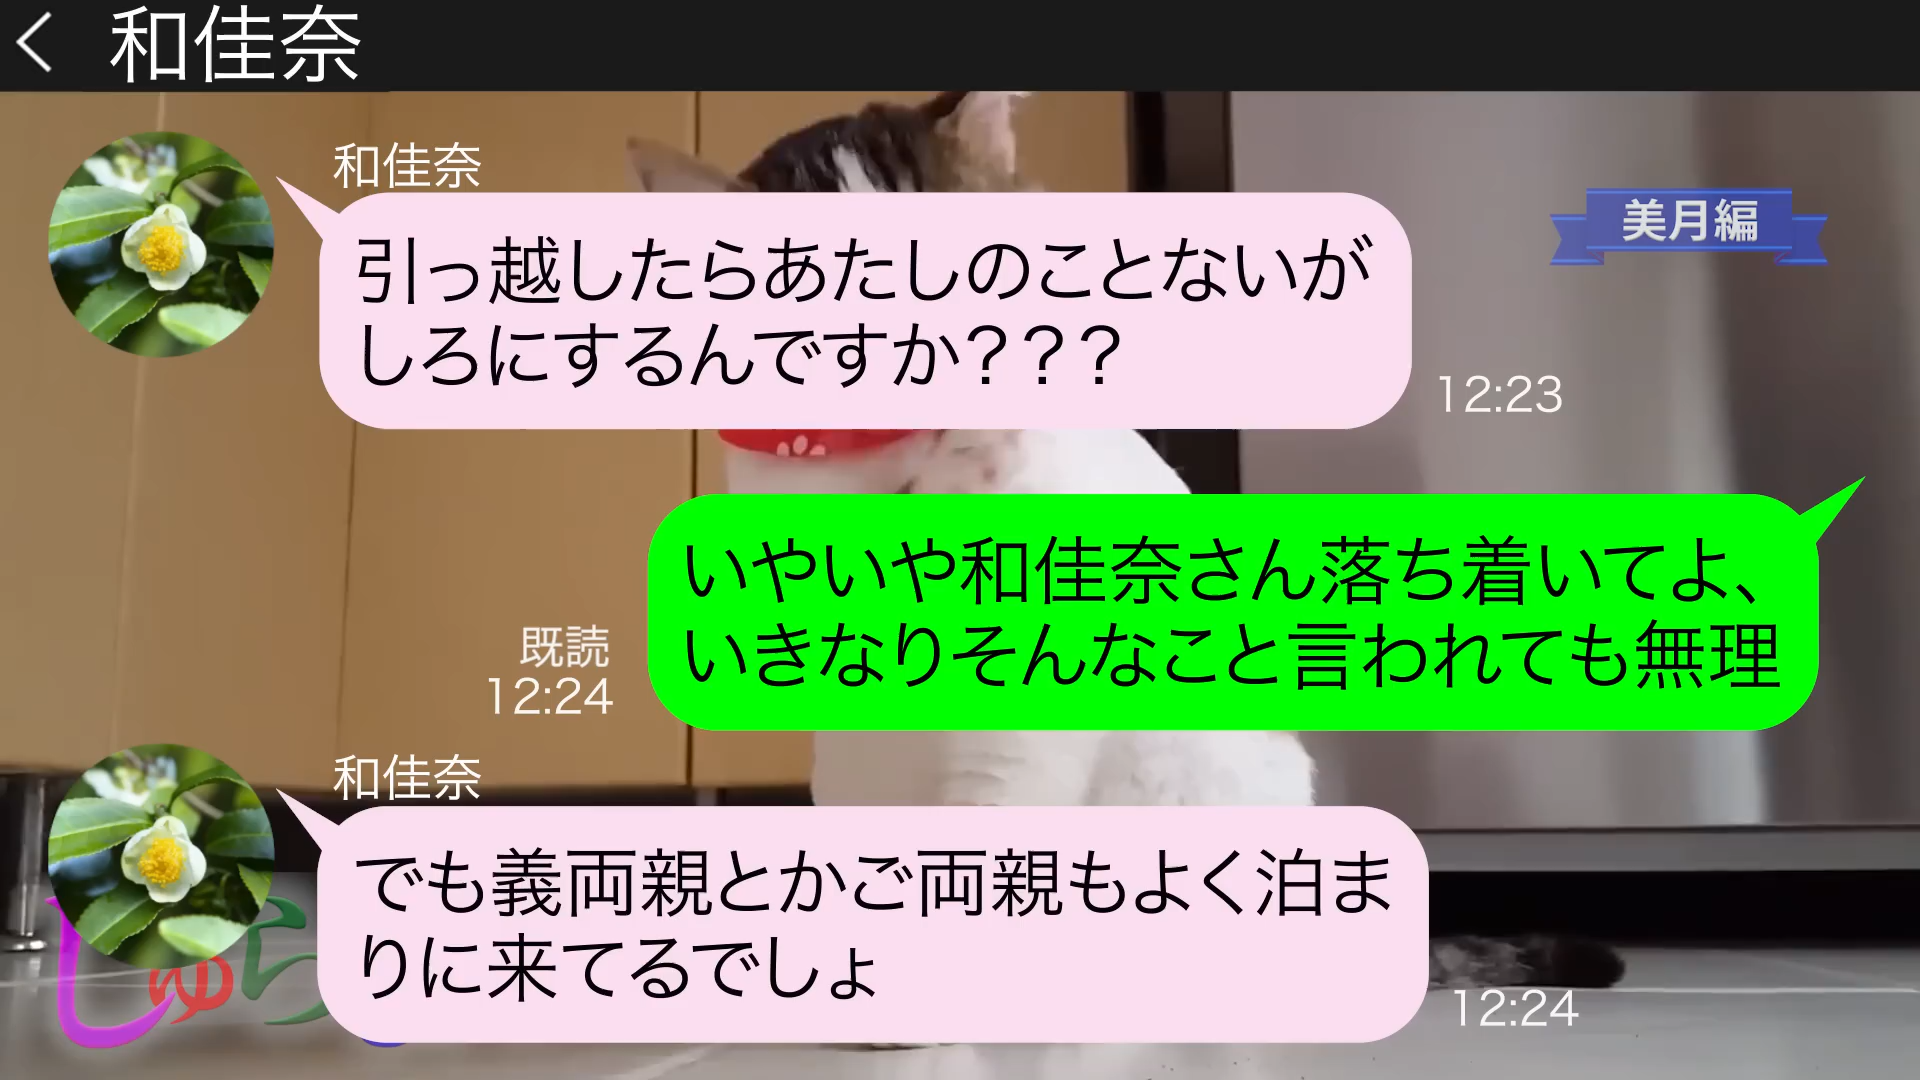 和佳奈
和佳奈
美月編
引っ越したらあたしのことないが
しろにするんですか？？？
12:23
いやいや和佳奈さん落ち着いてよ、
いきなりそんなこと言われても無理
既読
12:24
和佳奈
でも義両親とかご両親もよく泊ま
りに来てるでしょ
12:24
しゅら